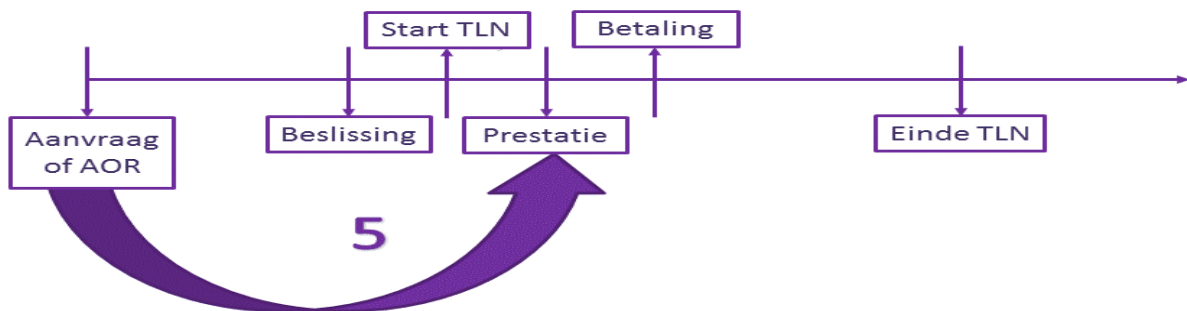 Start TLN
Betaling
Aanvraag
of AOR
Beslissing
Prestatie
Einde TLN
5